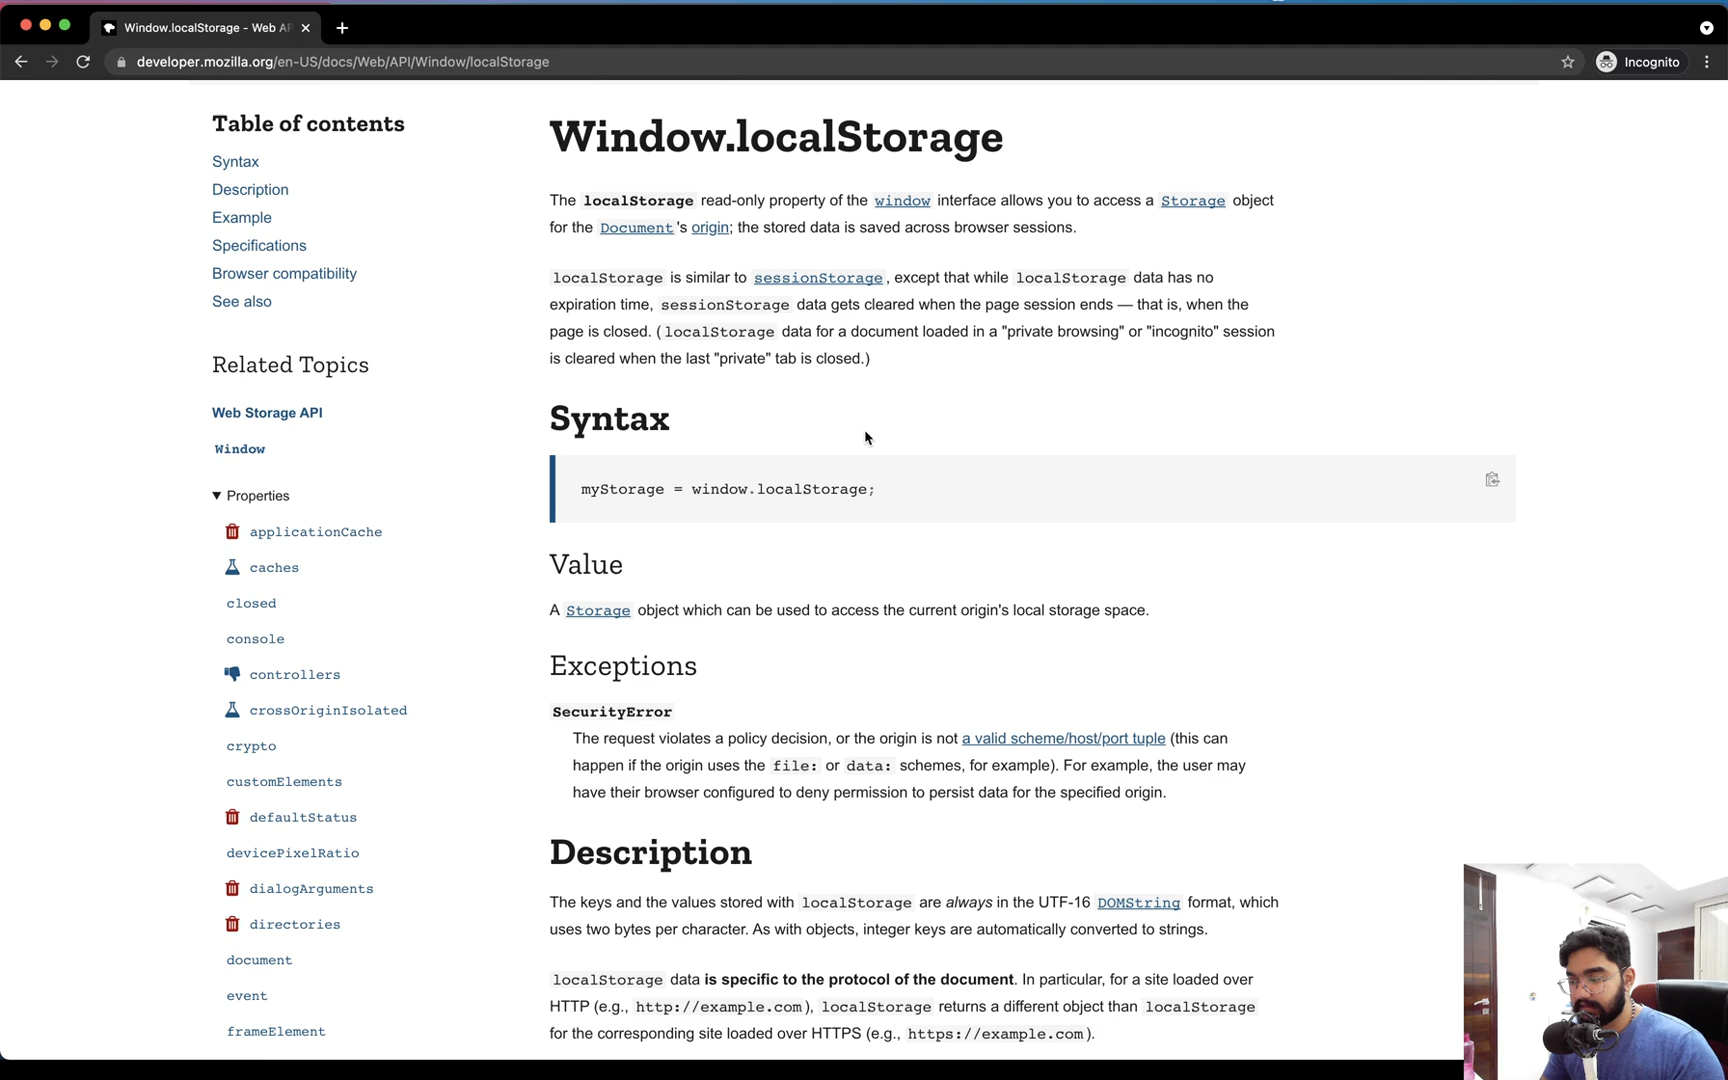 Window.localStorage - Web AP
developer.mozilla.org/en-US/docs/Web/API/Window/localStorage
Incognito
Table of contents
Syntax
Description
Example
Specifications
Browser compatibility
See also
Related Topics
Web Storage API
Window
Properties
applicationCache
caches
closed
console
controllers
crossOriginIsolated
crypto
customElements
defaultStatus
devicePixelRatio
dialogArguments
directories
document
event
frameElement
Window.localStorage
The localStorage read-only property of the window interface allows you to access a Storage object
for the Document 's origin; the stored data is saved across browser sessions.
localStorage is similar to sessionStorage , except that while localStorage data has no
expiration time, sessionStorage data gets cleared when the page session ends — that is, when the
page is closed. ( localStorage data for a document loaded in a "private browsing" or "incognito" session
is cleared when the last "private" tab is closed.)
Syntax
myStorage = window.localStorage;
Value
A Storage object which can be used to access the current origin's local storage space.
Exceptions
SecurityError
The request violates a policy decision, or the origin is not a valid scheme/host/port tuple (this can
happen if the origin uses the file: or data: schemes, for example). For example, the user may
have their browser configured to deny permission to persist data for the specified origin.
Description
The keys and the values stored with localStorage are always in the UTF-16 DOMString format, which
uses two bytes per character. As with objects, integer keys are automatically converted to strings.
localStorage data is specific to the protocol of the document. In particular, for a site loaded over
HTTP (e.g., http://example.com ), localStorage returns a different object than localStorage
for the corresponding site loaded over HTTPS (e.g., https://example.com ).